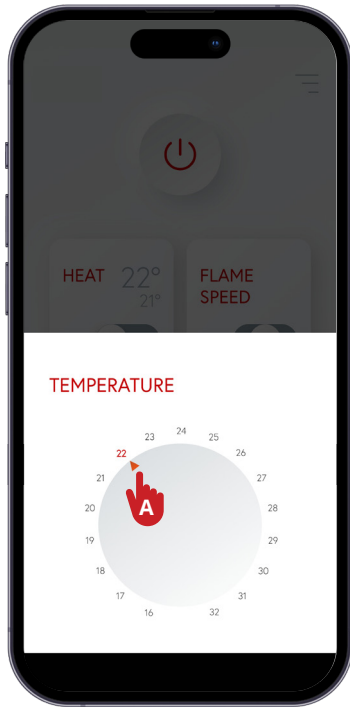 HEAT 22°
21°
FLAME
SPEED
TEMPERATURE
24
23 25
22 26
21 27
20 28
19 29
18 30
17 31
16 32
A